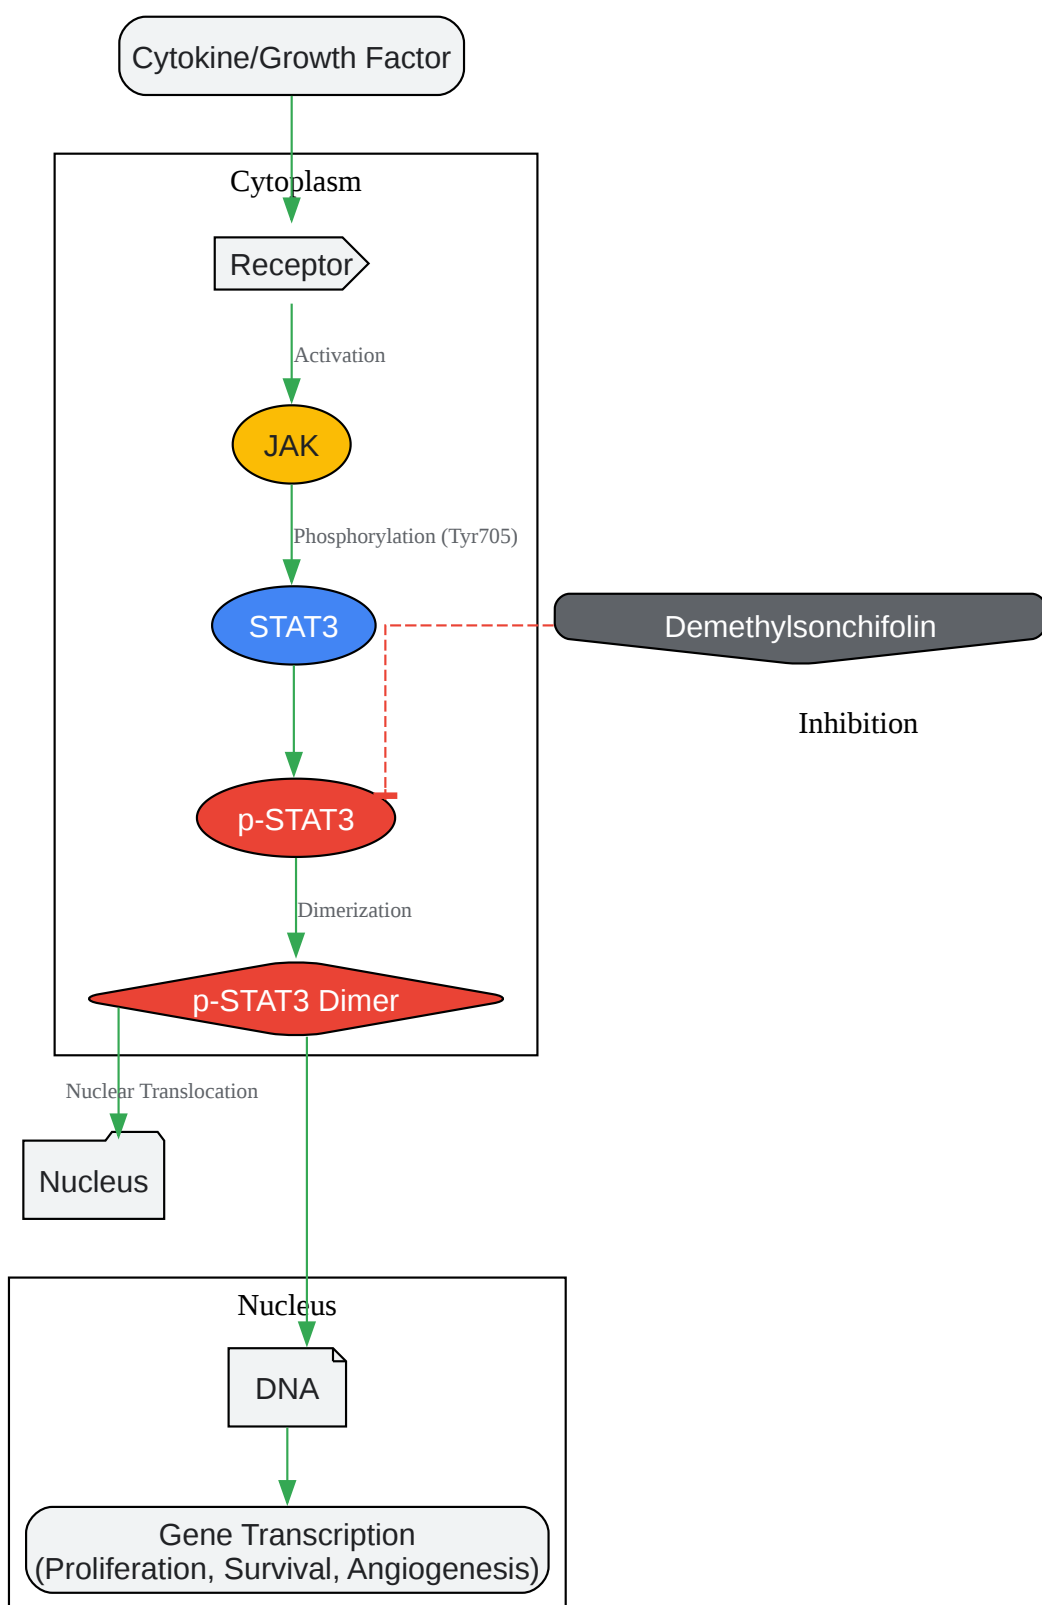 Cytokine/Growth Factor
Cytoplasm
Receptor
Activation
JAK
Phosphorylation (Tyr705)
STAT3
Demethylsonchifolin
Inhibition
p-STAT3
Dimerization
p-STAT3 Dimer
Nuclear Translocation
Nucleus
Nucleus
DNA
Gene Transcription
(Proliferation, Survival, Angiogenesis)